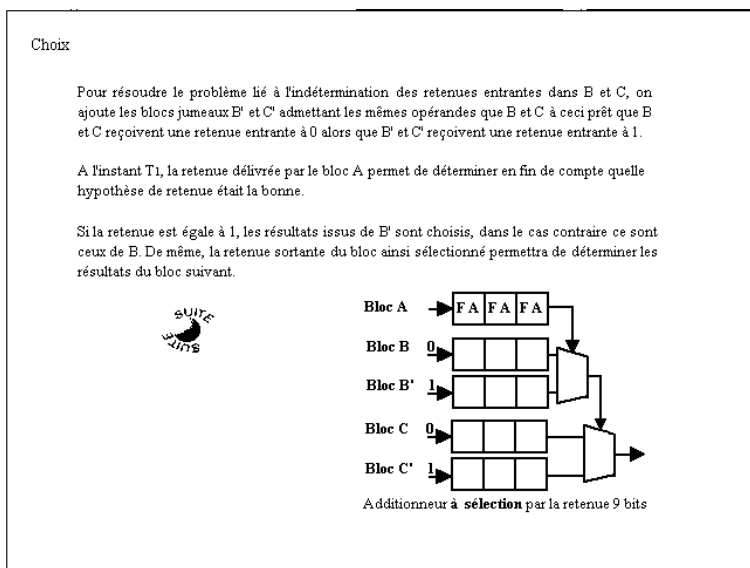 Choix
Pour résoudre le problème lié à l'indétermination des retenues entrantes dans B et C, on
ajoute les blocs jumeaux B' et C' admettant les mêmes opérandes que B et C à ceci prêt que B
et C reçoivent une retenue entrante à 0 alors que B' et C' reçoivent une retenue entrante à 1.
A l'instant T1, la retenue délivrée par le bloc A permet de déterminer en fin de compte quelle
hypothèse de retenue était la bonne.
Si la retenue est égale à 1, les résultats issus de B' sont choisis, dans le cas contraire ce sont
ceux de B. De même, la retenue sortante du bloc ainsi sélectionné permettra de déterminer les
résultats du bloc suivant.
SUITE
SUITE
Bloc A FA FA FA
Bloc B 0
Bloc B' 1
Bloc C 0
Bloc C' 1
Additionneur à sélection par la retenue 9 bits